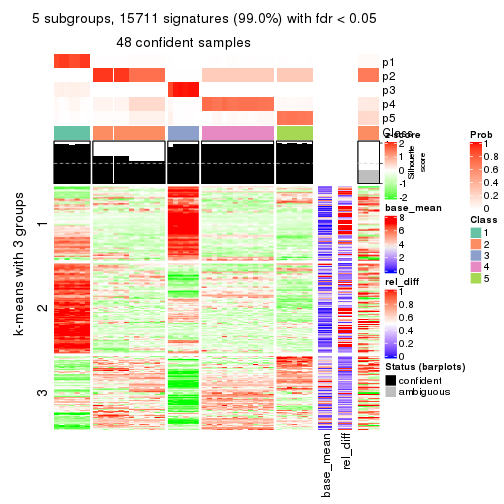 5 subgroups, 15711 signatures (99.0%) with fdr < 0.05
48 confident samples
p1
p2
p3
p4
p5
Class
k-means with 3 groups
1
2
3
base_mean
rel_diff
z-score
2
1
0
-1
-2
Silhouette
score
base_mean
8
6
4
2
0
rel_diff
1
0.8
0.6
0.4
0.2
0
Status (barplots)
confident
ambiguous
Prob
1
0.8
0.6
0.4
0.2
0
Class
1
2
3
4
5